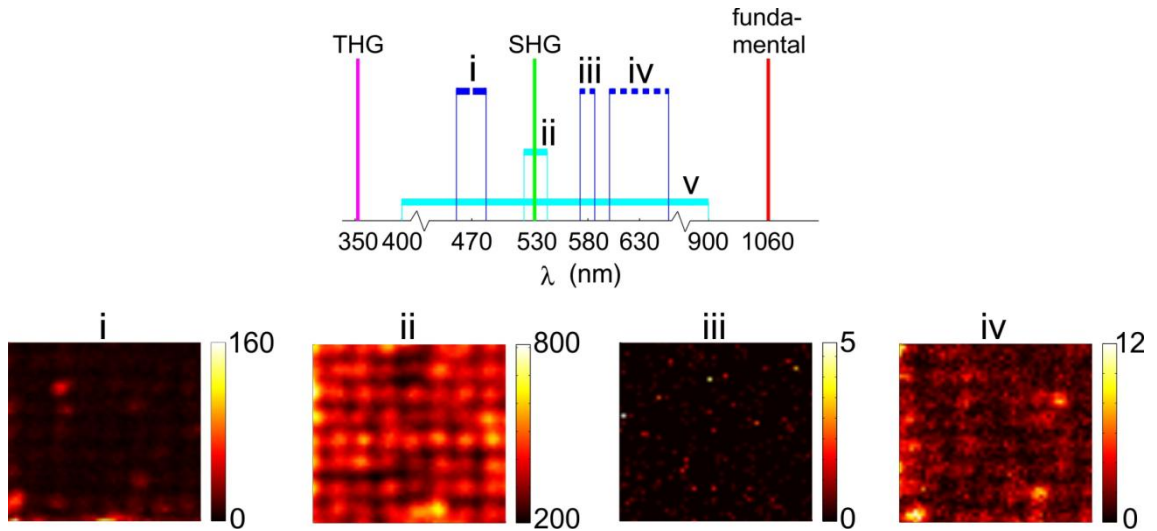 funda-
THG SHG mental
i iii iv
ii
v
350 400 470 530 580 630 900 1060
λ (nm)
i ii iii iv
160 800 5 12
0 200 0 0